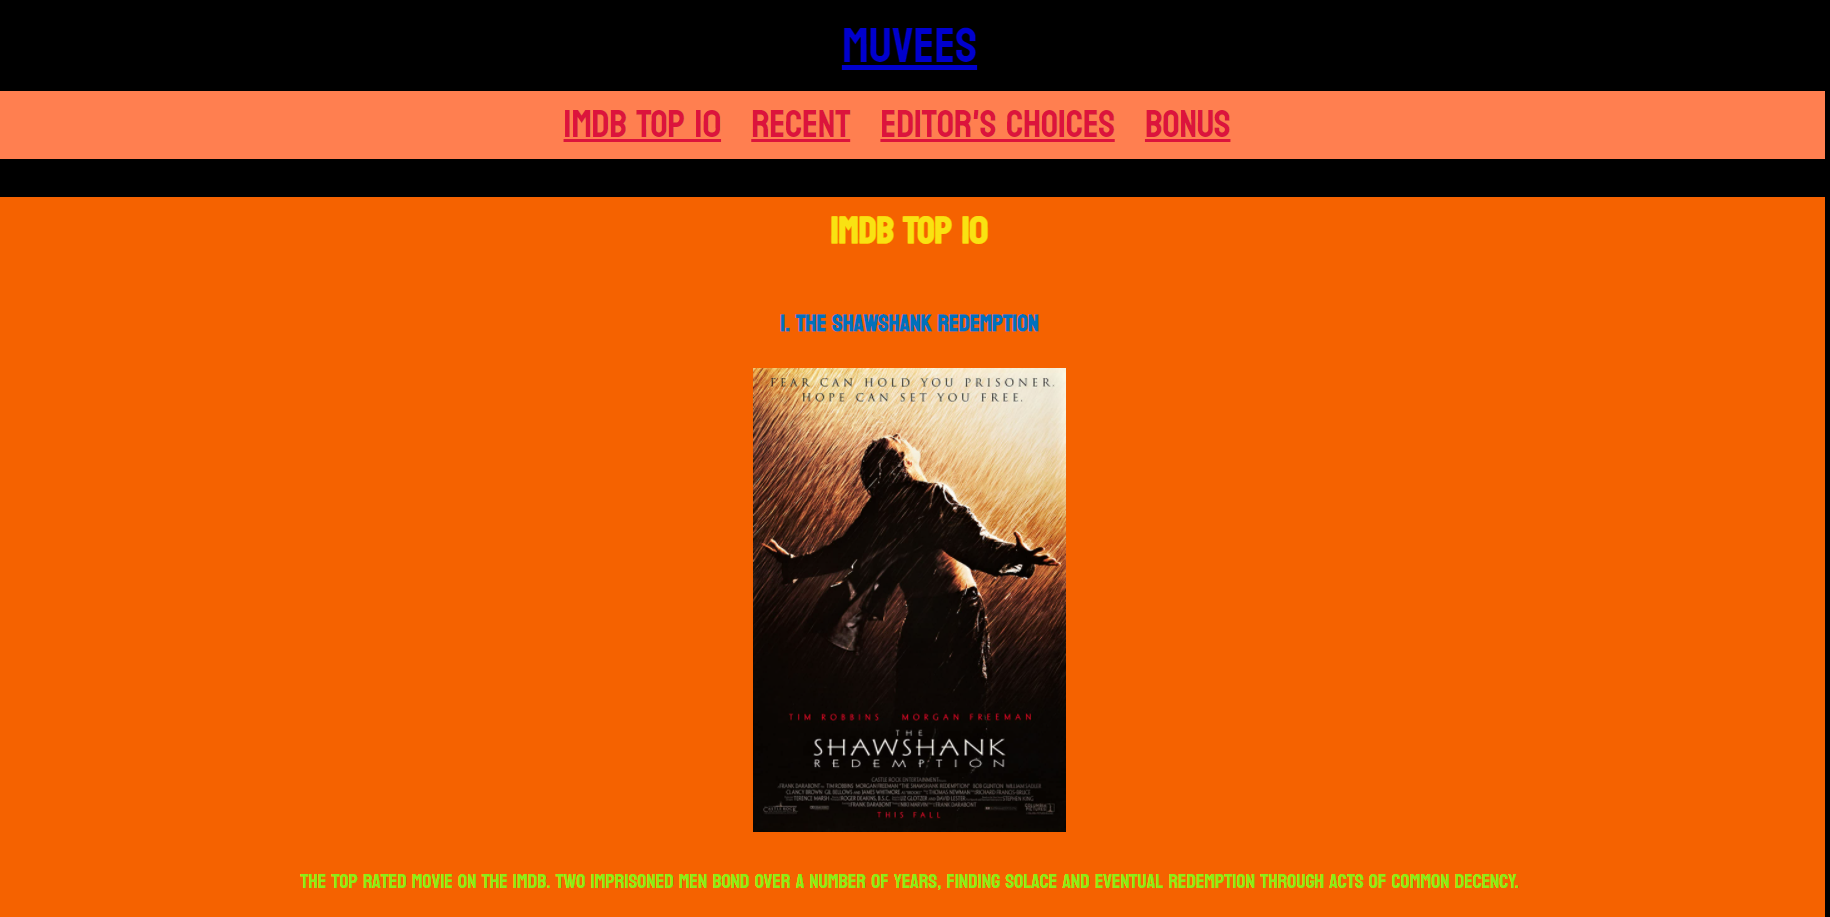 MUVEES
IMDB TOP 10 RECENT EDITOR'S CHOICES BONUS
IMDB TOP 10
1. THE SHAWSHANK REDEMPTION
FEAR CAN HOLD YOU PRISONER.
HOPE CAN SET YOU FREE.
TIM ROBBINS MORGAN FREEMAN
THE
SHAWSHANK
REDEMPTION
CASTLE ROCK ENTERTAINMENT
THIS FALL
THE TOP RATED MOVIE ON THE IMDB. TWO IMPRISONED MEN BOND OVER A NUMBER OF YEARS, FINDING SOLACE AND EVENTUAL REDEMPTION THROUGH ACTS OF COMMON DECENCY.